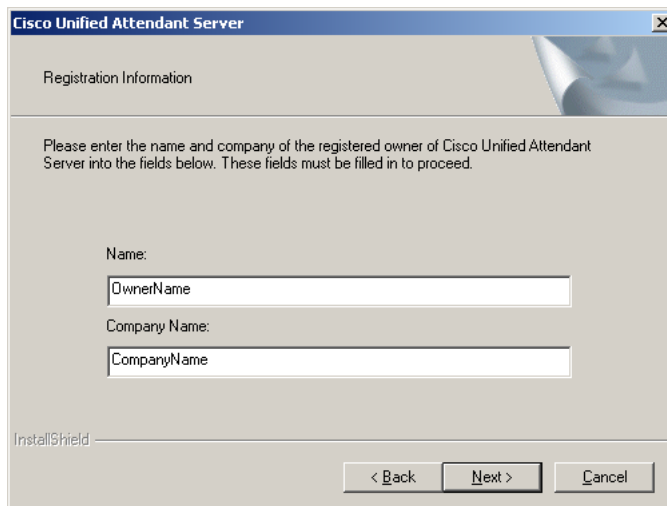 Cisco Unified Attendant Server
Registration Information
Please enter the name and company of the registered owner of Cisco Unified Attendant
Server into the fields below. These fields must be filled in to proceed.
Name:
OwnerName
Company Name:
CompanyName
InstallShield
< Back Next > Cancel